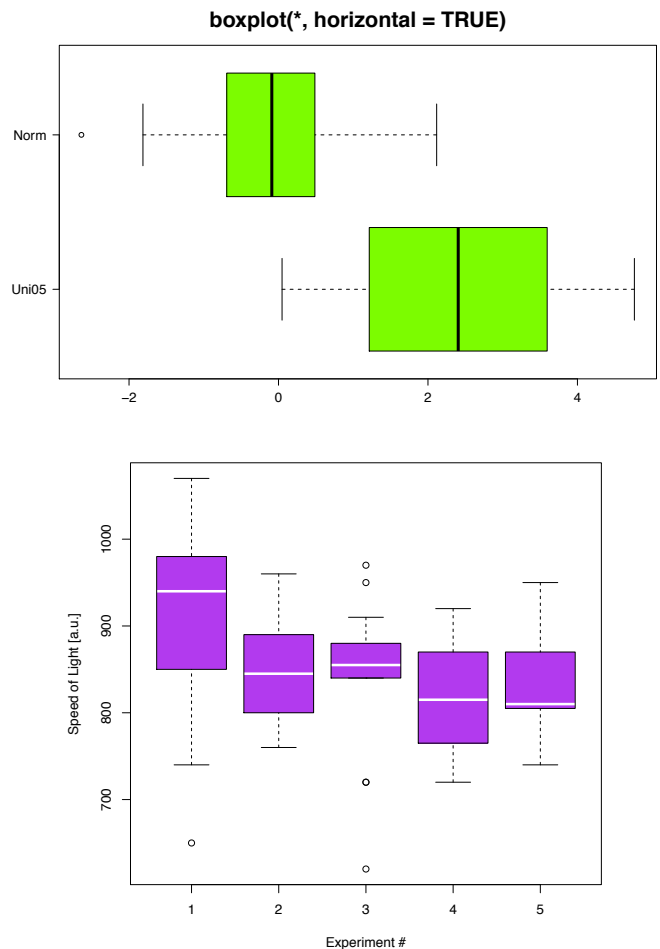 boxplot(*, horizontal = TRUE)
Norm
Uni05
−2 0 2 4
Speed of Light [a.u.]
1000
900
800
700
1 2 3 4 5
Experiment #